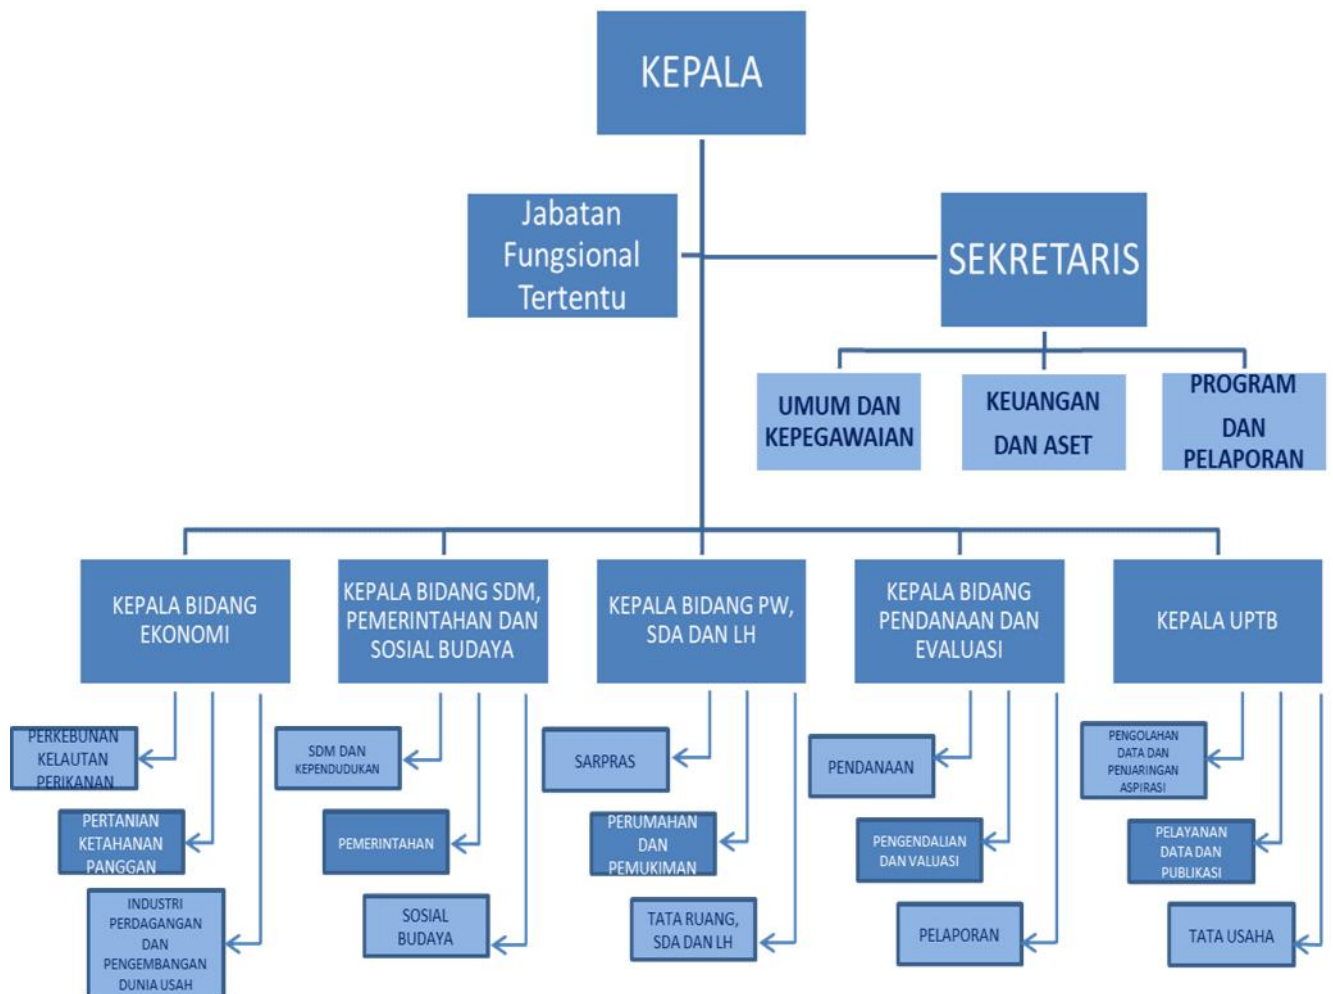 KEPALA
Jabatan
Fungsional
Tertentu
SEKRETARIS
UMUM DAN
KEPEGAWAIAN
KEUANGAN
DAN ASET
PROGRAM
DAN
PELAPORAN
KEPALA BIDANG
EKONOMI
KEPALA BIDANG SDM,
PEMERINTAHAN DAN
SOSIAL BUDAYA
KEPALA BIDANG PW,
SDA DAN LH
KEPALA BIDANG
PENDANAAN DAN
EVALUASI
KEPALA UPTB
PERKEBUNAN
KELAUTAN
PERIKANAN
PERTANIAN
KETAHANAN
PANGGAN
INDUSTRI
PERDAGANGAN
DAN
PENGEMBANGAN
DUNIA USAH
SDM DAN
KEPENDUDUKAN
PEMERINTAHAN
SOSIAL
BUDAYA
SARPRAS
PERUMAHAN
DAN
PEMUKIMAN
TATA RUANG,
SDA DAN LH
PENDANAAN
PENGENDALIAN
DAN VALUASI
PELAPORAN
PENGOLAHAN
DATA DAN
PENJARINGAN
ASPIRASI
PELAYANAN
DATA DAN
PUBLIKASI
TATA USAHA